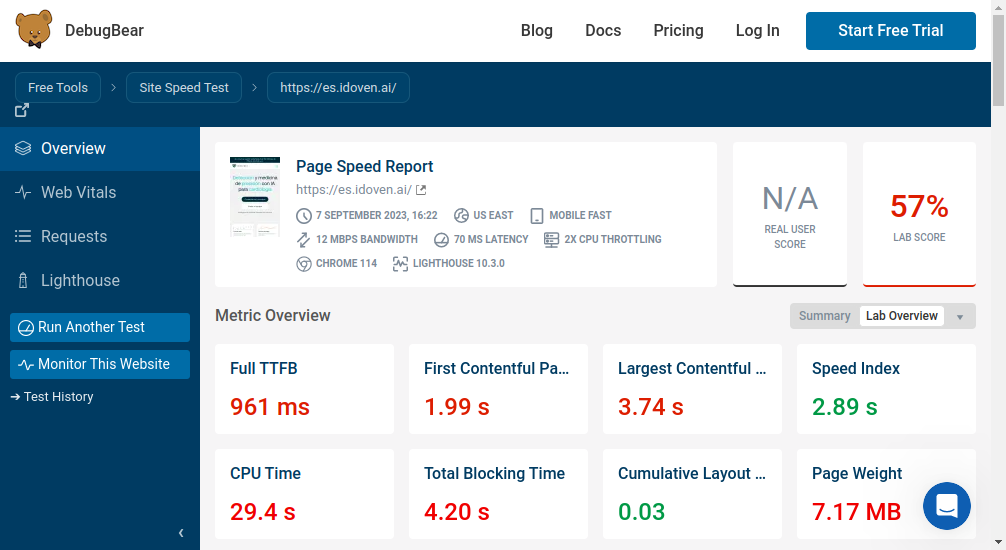 DebugBear
Blog
Docs
Pricing
Log In
Start Free Trial
Free Tools
Site Speed Test
https://es.idoven.ai/
Overview
Web Vitals
Requests
Lighthouse
Run Another Test
Monitor This Website
→ Test History
Page Speed Report
https://es.idoven.ai/
7 SEPTEMBER 2023, 16:22
US EAST
MOBILE FAST
12 MBPS BANDWIDTH
70 MS LATENCY
2X CPU THROTTLING
CHROME 114
LIGHTHOUSE 10.3.0
N/A
REAL USER
SCORE
57%
LAB SCORE
Metric Overview
Summary
Lab Overview
Full TTFB
961 ms
First Contentful Pa...
1.99 s
Largest Contentful ...
3.74 s
Speed Index
2.89 s
CPU Time
29.4 s
Total Blocking Time
4.20 s
Cumulative Layout ...
0.03
Page Weight
7.17 MB